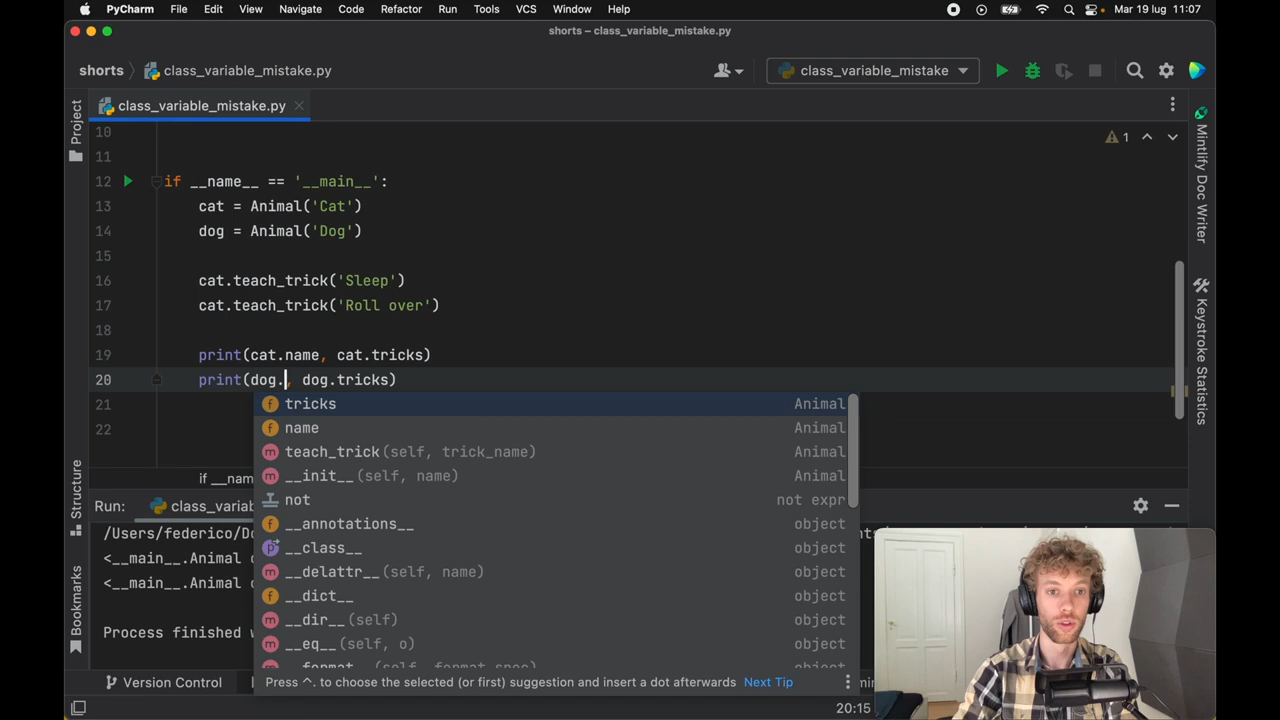 PyCharm File Edit View Navigate Code Refactor Run Tools VCS Window Help Mar 19 lug 11:07
shorts – class_variable_mistake.py
shorts class_variable_mistake.py class_variable_mistake
class_variable_mistake.py
Project
10
11 1
12 if __name__ == '__main__':
13 cat = Animal('Cat')
14 dog = Animal('Dog')
15
16 cat.teach_trick('Sleep')
17 cat.teach_trick('Roll over')
18
19 print(cat.name, cat.tricks)
20 print(dog., dog.tricks)
21
22
tricks Animal
name Animal
teach_trick(self, trick_name) Animal
__init__(self, name) Animal
not not expr
__annotations__ object
__class__ object
__delattr__(self, name) object
__dict__ object
__dir__(self) object
__eq__(self, o) object
__format__(self, format_spec) object
Press ^. to choose the selected (or first) suggestion and insert a dot afterwards Next Tip
if __nam
Run: class_variab
/Users/federico/Do
<__main__.Animal o
<__main__.Animal o
Process finished w
Structure
Bookmarks
Version Control
20:15
Mintlify Doc Writer
Keystroke Statistics